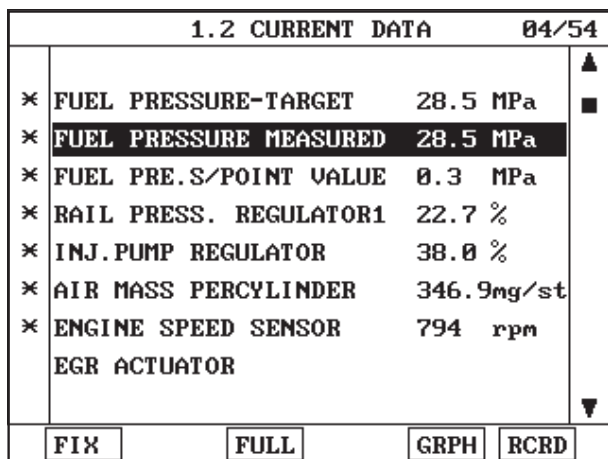 1.2 CURRENT DATA 04/54
* FUEL PRESSURE-TARGET 28.5 MPa
* FUEL PRESSURE MEASURED 28.5 MPa
* FUEL PRE.S/POINT VALUE 0.3 MPa
* RAIL PRESS. REGULATOR1 22.7 %
* INJ.PUMP REGULATOR 38.0 %
* AIR MASS PERCYLINDER 346.9mg/st
* ENGINE SPEED SENSOR 794 rpm
EGR ACTUATOR
FIX FULL GRPH RCRD